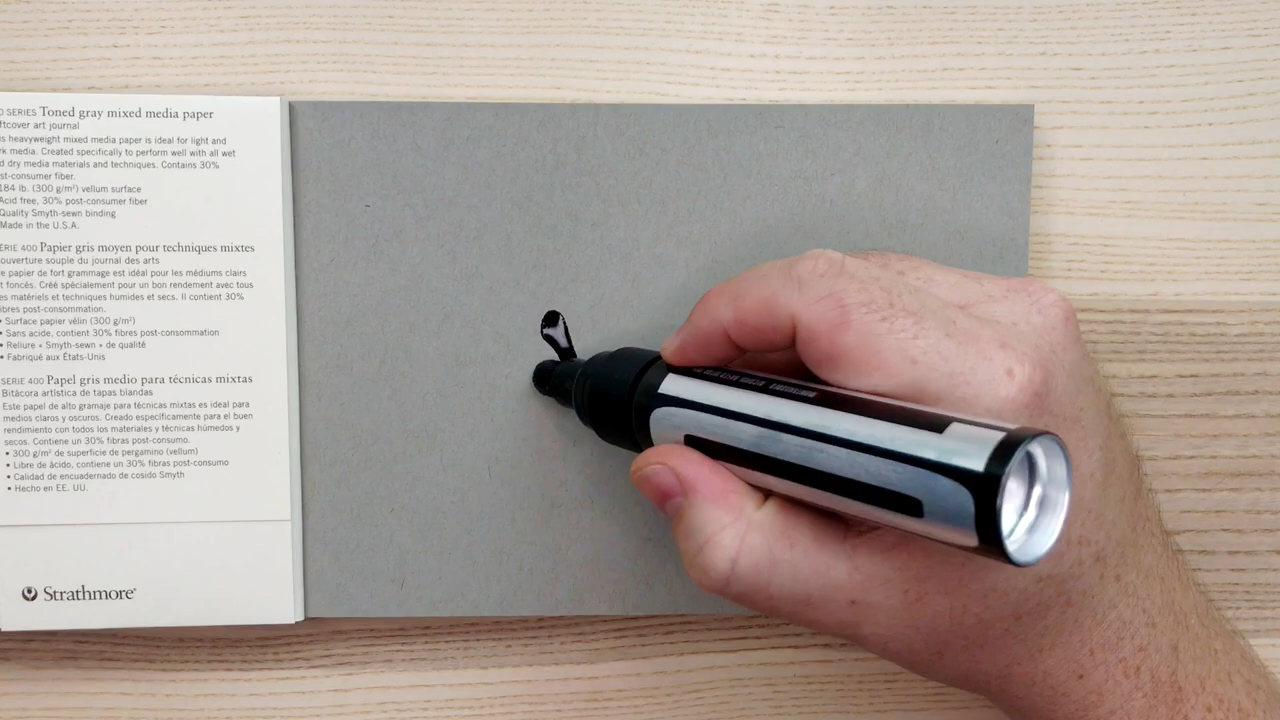 SERIES Toned gray mixed media paper
ftcover art journal
s heavyweight mixed media paper is ideal for light and
rk media. Created specifically to perform well with all wet
d dry media materials and techniques. Contains 30%
st-consumer fiber.
184 lb. (300 g/m²) vellum surface
Acid free, 30% post-consumer fiber
Quality Smyth-sewn binding
Made in the U.S.A.
ÉRIE 400 Papier gris moyen pour techniques mixtes
ouverture souple du journal des arts
e papier de fort grammage est idéal pour les médiums clairs
t foncés. Créé spécialement pour un bon rendement avec tous
es matériels et techniques humides et secs. Il contient 30%
ibres post-consommation.
• Surface papier vélin (300 g/m²)
• Sans acide, contient 30% fibres post-consommation
• Reliure « Smyth-sewn » de qualité
• Fabriqué aux États-Unis
SERIE 400 Papel gris medio para técnicas mixtas
Bitácora artística de tapas blandas
Este papel de alto gramaje para técnicas mixtas es ideal para
medios claros y oscuros. Creado específicamente para el buen
rendimiento con todos los materiales y técnicas húmedos y
secos. Contiene un 30% fibras post-consumo.
• 300 g/m² de superficie de pergamino (vellum)
• Libre de ácido, contiene un 30% fibras post-consumo
• Calidad de encuadernado de cosido Smyth
• Hecho en EE. UU.
Strathmore®